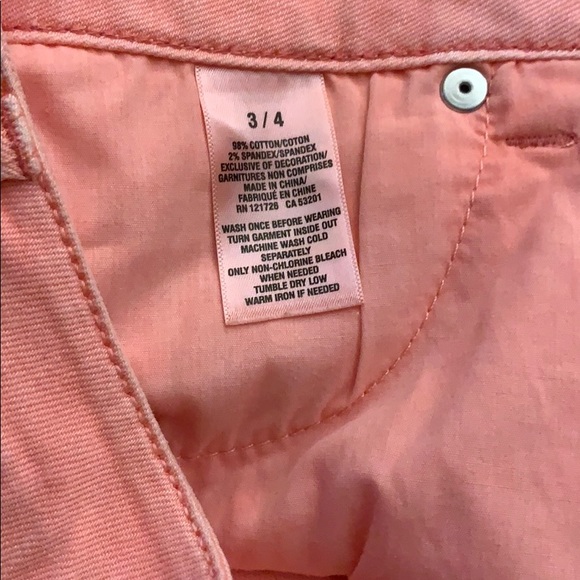 3 / 4
98% COTTON/COTON
2% SPANDEX/SPANDEX
EXCLUSIVE OF DECORATION/
GARNITURES NON COMPRISES
MADE IN CHINA/
FABRIQUÉ EN CHINE
RN 121726 CA 53201
WASH ONCE BEFORE WEARING
TURN GARMENT INSIDE OUT
MACHINE WASH COLD
SEPARATELY
ONLY NON-CHLORINE BLEACH
WHEN NEEDED
TUMBLE DRY LOW
WARM IRON IF NEEDED